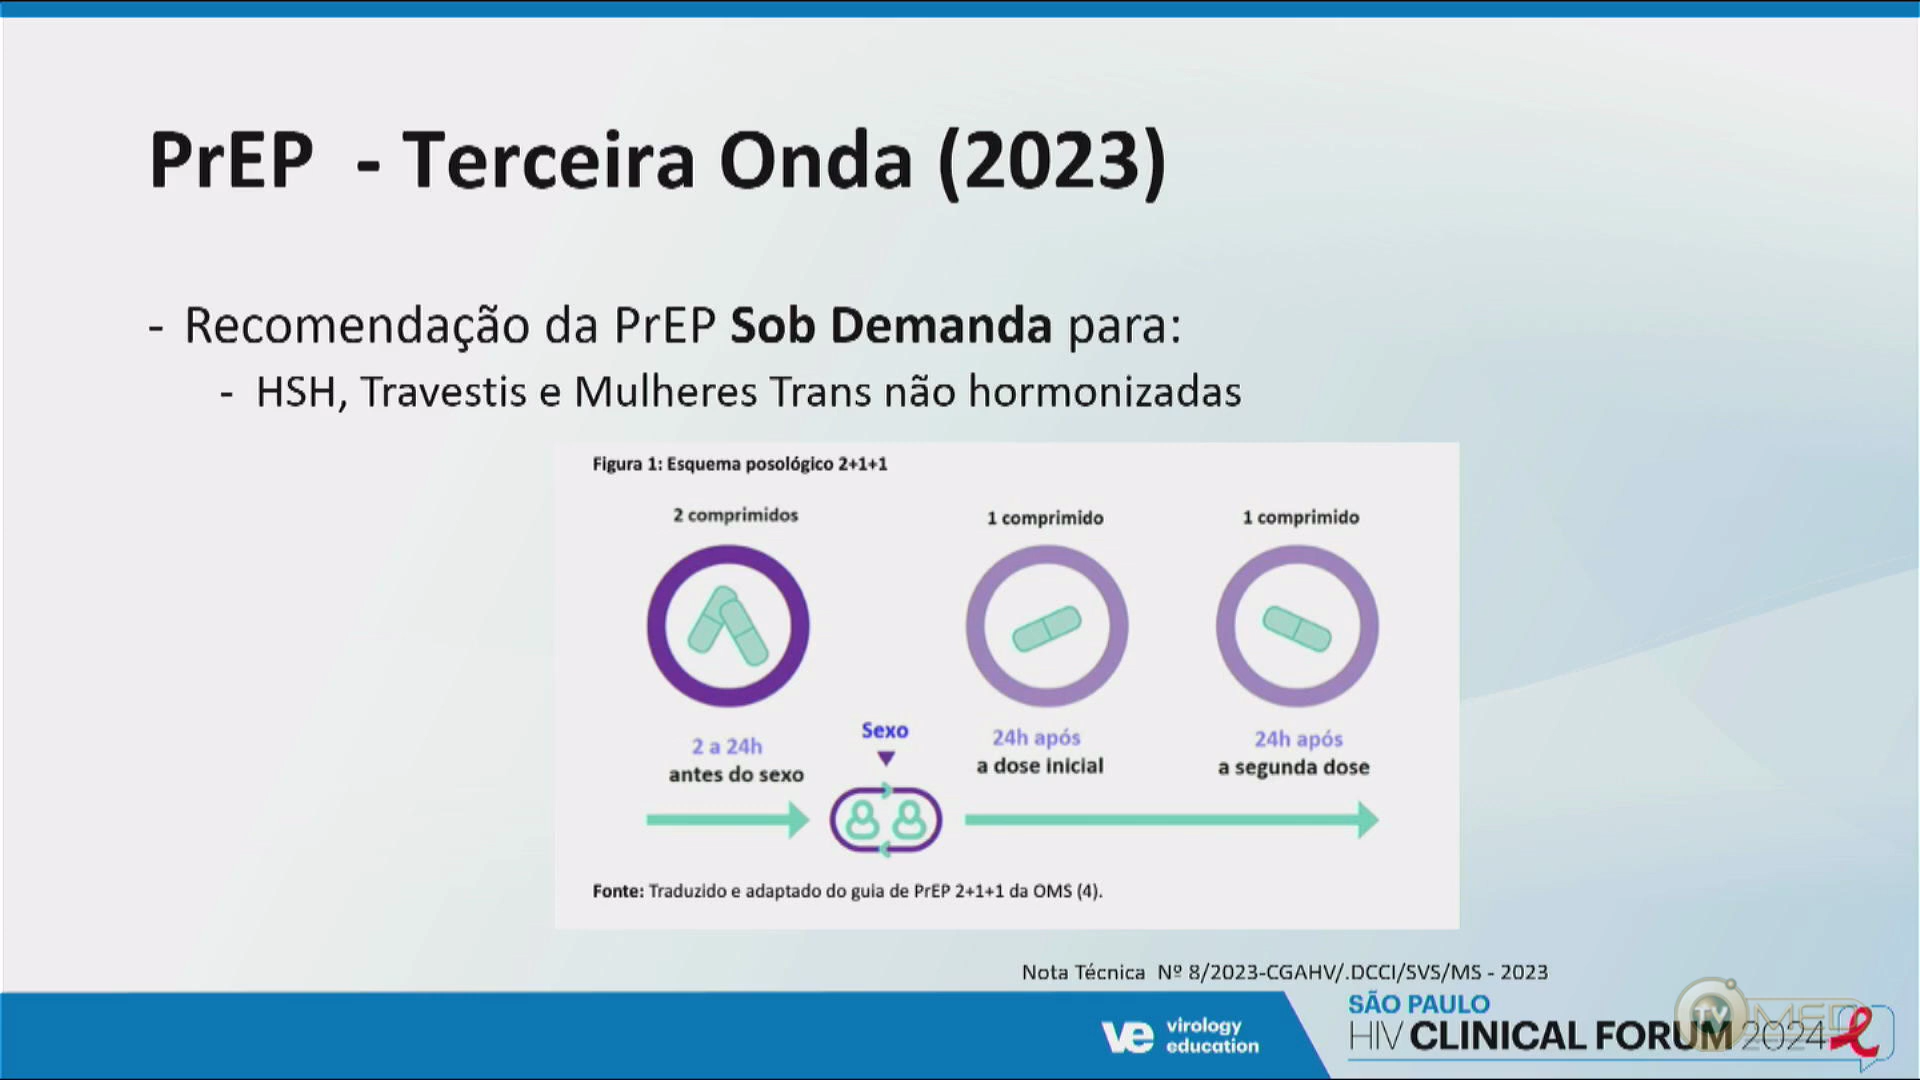 PrEP - Terceira Onda (2023)
- Recomendação da PrEP Sob Demanda para:
- HSH, Travestis e Mulheres Trans não hormonizadas
Figura 1: Esquema posológico 2+1+1
2 comprimidos
1 comprimido
1 comprimido
2 a 24h
antes do sexo
Sexo
24h após
a dose inicial
24h após
a segunda dose
Fonte: Traduzido e adaptado do guia de PrEP 2+1+1 da OMS (4).
Nota Técnica Nº 8/2023-CGAHV/.DCCI/SVS/MS - 2023
ve virology
education
SÃO PAULO
HIV CLINICAL FORUM 2024
TV MED